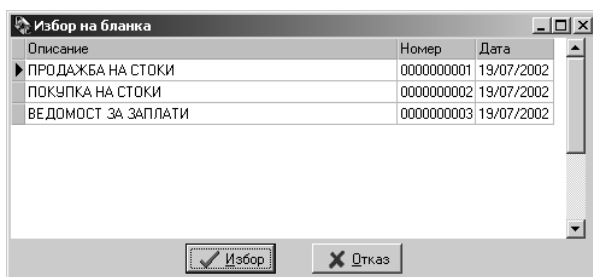 Избор на бланка
Описание Номер Дата
ПРОДАЖБА НА СТОКИ 0000000001 19/07/2002
ПОКУПКА НА СТОКИ 0000000002 19/07/2002
ВЕДОМОСТ ЗА ЗАПЛАТИ 0000000003 19/07/2002
Избор Отказ